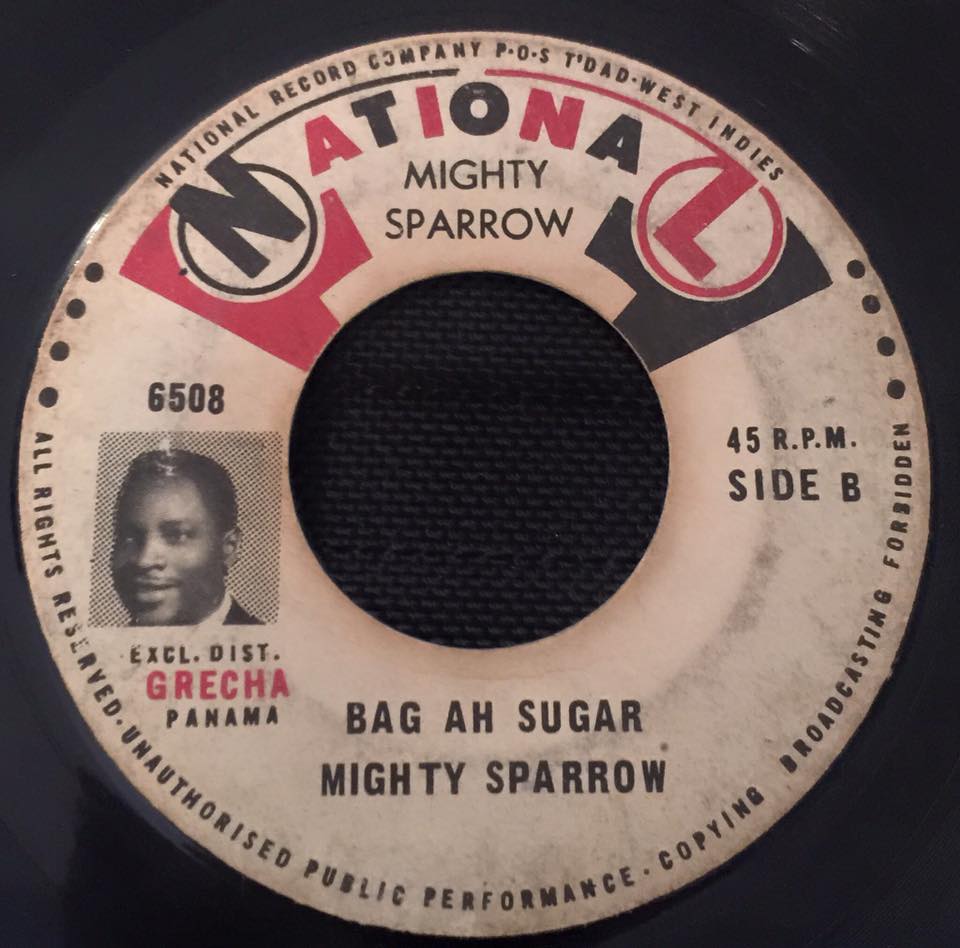 NATIONAL RECORD COMPANY P·O·S T'DAD·WEST INDIES
NATIONAL
MIGHTY
SPARROW
6508
45 R.P.M.
SIDE B
EXCL. DIST.
GRECHA
PANAMA
BAG AH SUGAR
MIGHTY SPARROW
ALL RIGHTS RESERVED·UNAUTHORISED PUBLIC PERFORMANCE·COPYING BROADCASTING FORBIDDEN